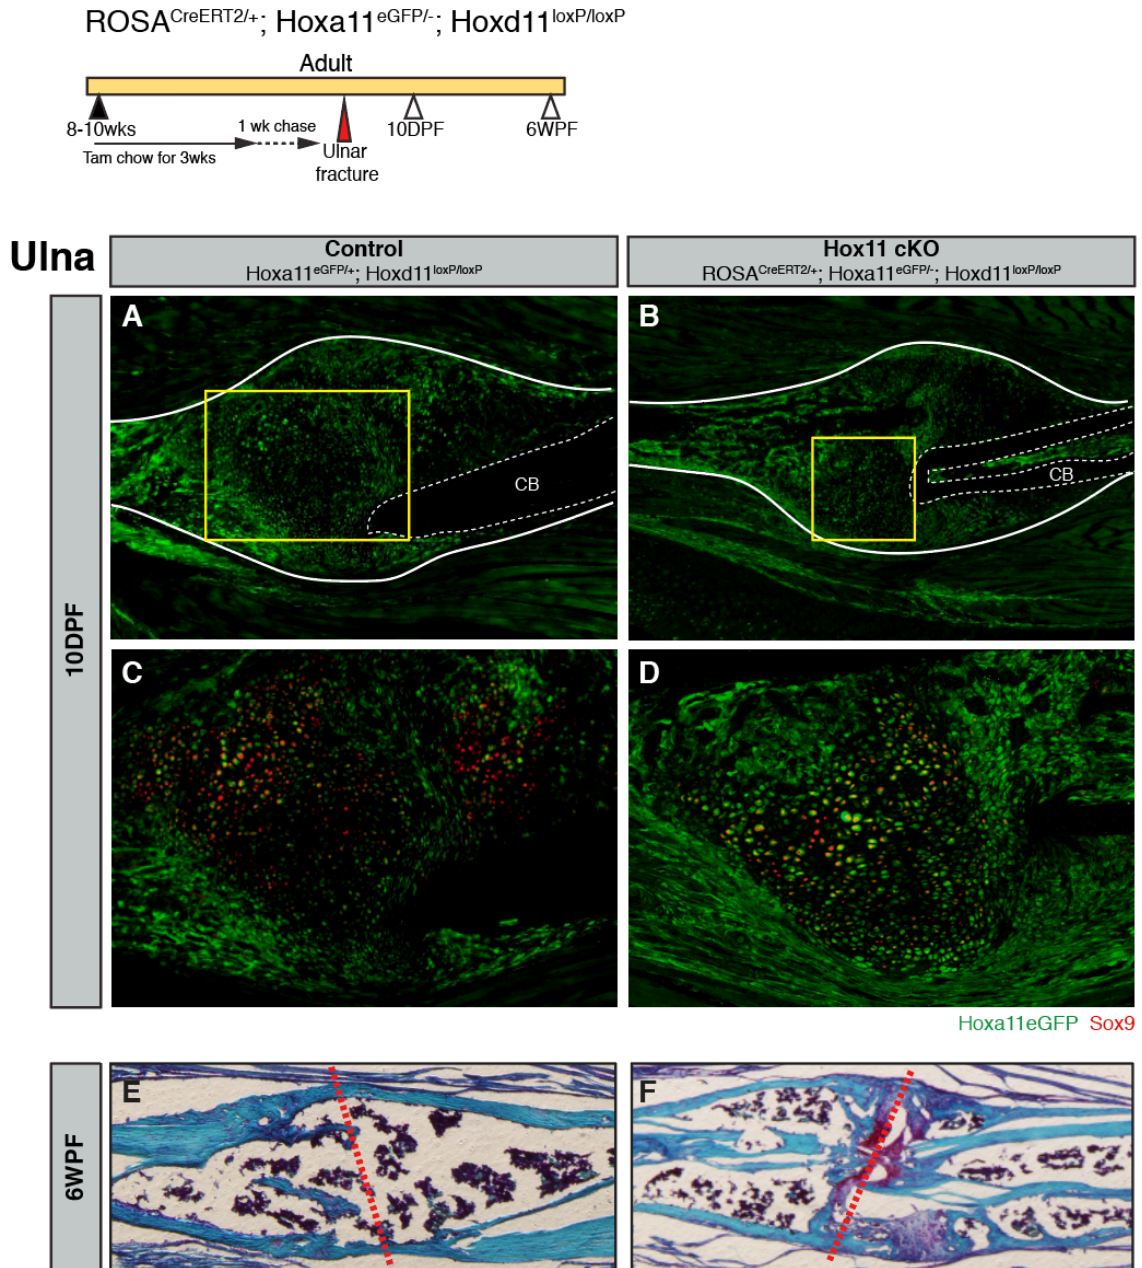 ROSACreERT2/+; Hoxa11eGFP/-; Hoxd11loxP/loxP
Adult
8-10wks
1 wk chase
10DPF
6WPF
Tam chow for 3wks
Ulnar
fracture
Ulna
Control
Hoxa11eGFP/+; Hoxd11loxP/loxP
Hox11 cKO
ROSACreERT2/+; Hoxa11eGFP/-; Hoxd11loxP/loxP
10DPF
A
CB
B
CB
C
D
Hoxa11eGFP Sox9
6WPF
E
F